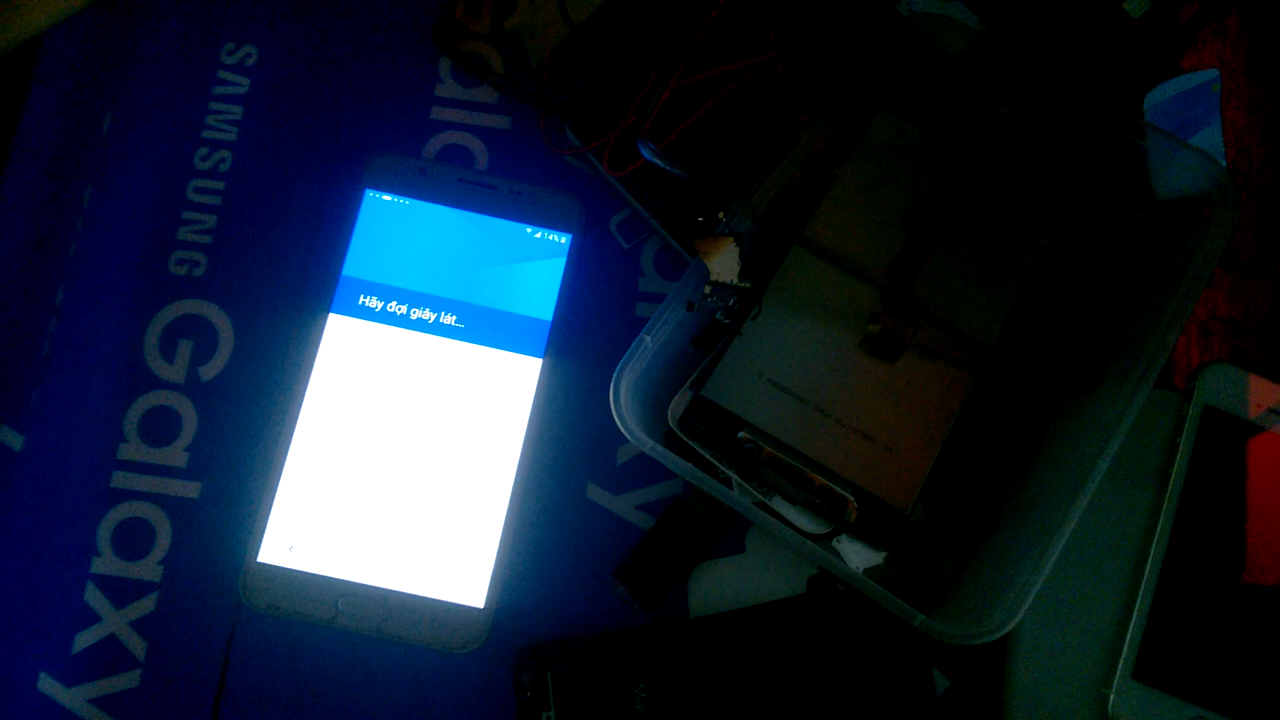 SAMSUNG
Galaxy
Galaxy
14%
Hãy đợi giây lát...